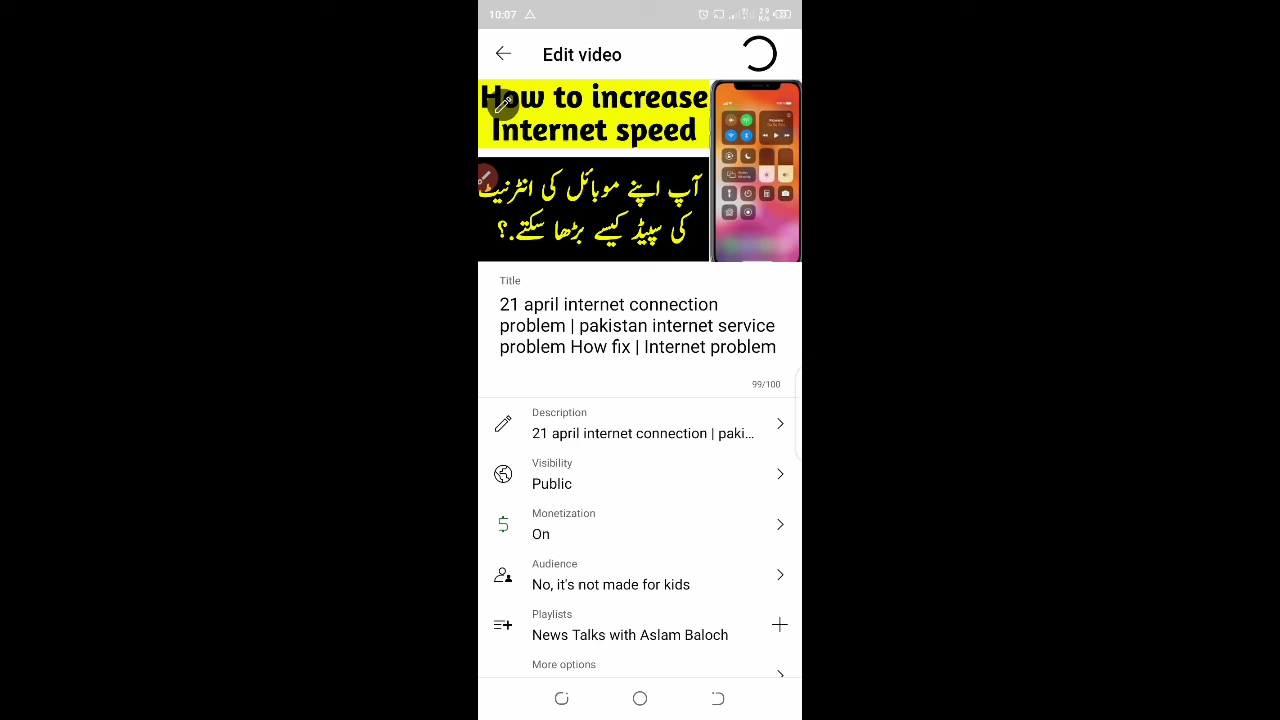 10:07
2.9
K/s
Edit video
How to increase
Internet speed
آپ اپنے موبائل کی انٹرنیٹ
کی سپیڈ کیسے بڑھا سکتے.؟
Title
21 april internet connection
problem | pakistan internet service
problem How fix | Internet problem
99/100
Description
21 april internet connection | paki...
Visibility
Public
Monetization
On
Audience
No, it's not made for kids
Playlists
News Talks with Aslam Baloch
More options